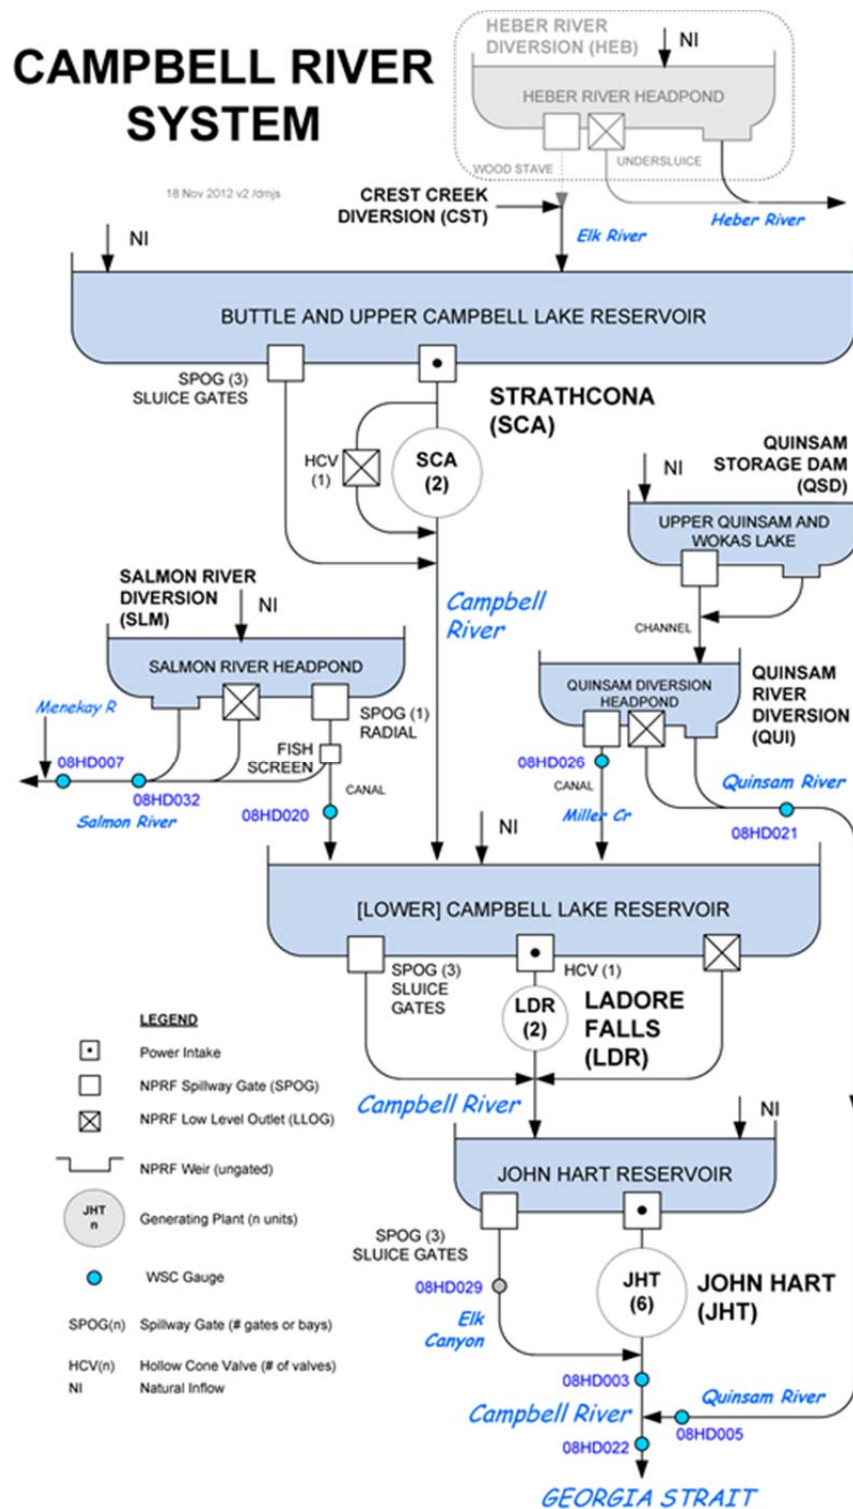 CAMPBELL RIVER
SYSTEM
18 Nov 2012 v2 /dmjs
HEBER RIVER
DIVERSION (HEB)
NI
HEBER RIVER HEADPOND
WOOD STAVE
UNDERSLUICE
CREST CREEK
DIVERSION (CST)
Elk River
Heber River
NI
BUTTLE AND UPPER CAMPBELL LAKE RESERVOIR
SPOG (3)
SLUICE GATES
STRATHCONA
(SCA)
HCV
(1)
SCA
(2)
QUINSAM
STORAGE DAM
(QSD)
NI
UPPER QUINSAM AND
WOKAS LAKE
CHANNEL
Campbell
River
SALMON RIVER
DIVERSION
(SLM)
NI
SALMON RIVER HEADPOND
Menekay R
SPOG (1)
RADIAL
FISH
SCREEN
08HD007
08HD032
Salmon River
08HD020
CANAL
QUINSAM DIVERSION
HEADPOND
QUINSAM
RIVER
DIVERSION
(QUI)
08HD026
CANAL
Miller Cr
Quinsam River
08HD021
NI
[LOWER] CAMPBELL LAKE RESERVOIR
SPOG (3)
SLUICE
GATES
HCV (1)
LDR
(2)
LADORE
FALLS
(LDR)
Campbell River
NI
JOHN HART RESERVOIR
SPOG (3)
SLUICE GATES
08HD029
Elk
Canyon
JHT
(6)
JOHN HART
(JHT)
08HD003
Campbell River
Quinsam River
08HD005
08HD022
GEORGIA STRAIT
LEGEND
Power Intake
NPRF Spillway Gate (SPOG)
NPRF Low Level Outlet (LLOG)
NPRF Weir (ungated)
JHT
n
Generating Plant (n units)
WSC Gauge
SPOG(n) Spillway Gate (# gates or bays)
HCV(n) Hollow Cone Valve (# of valves)
NI Natural Inflow